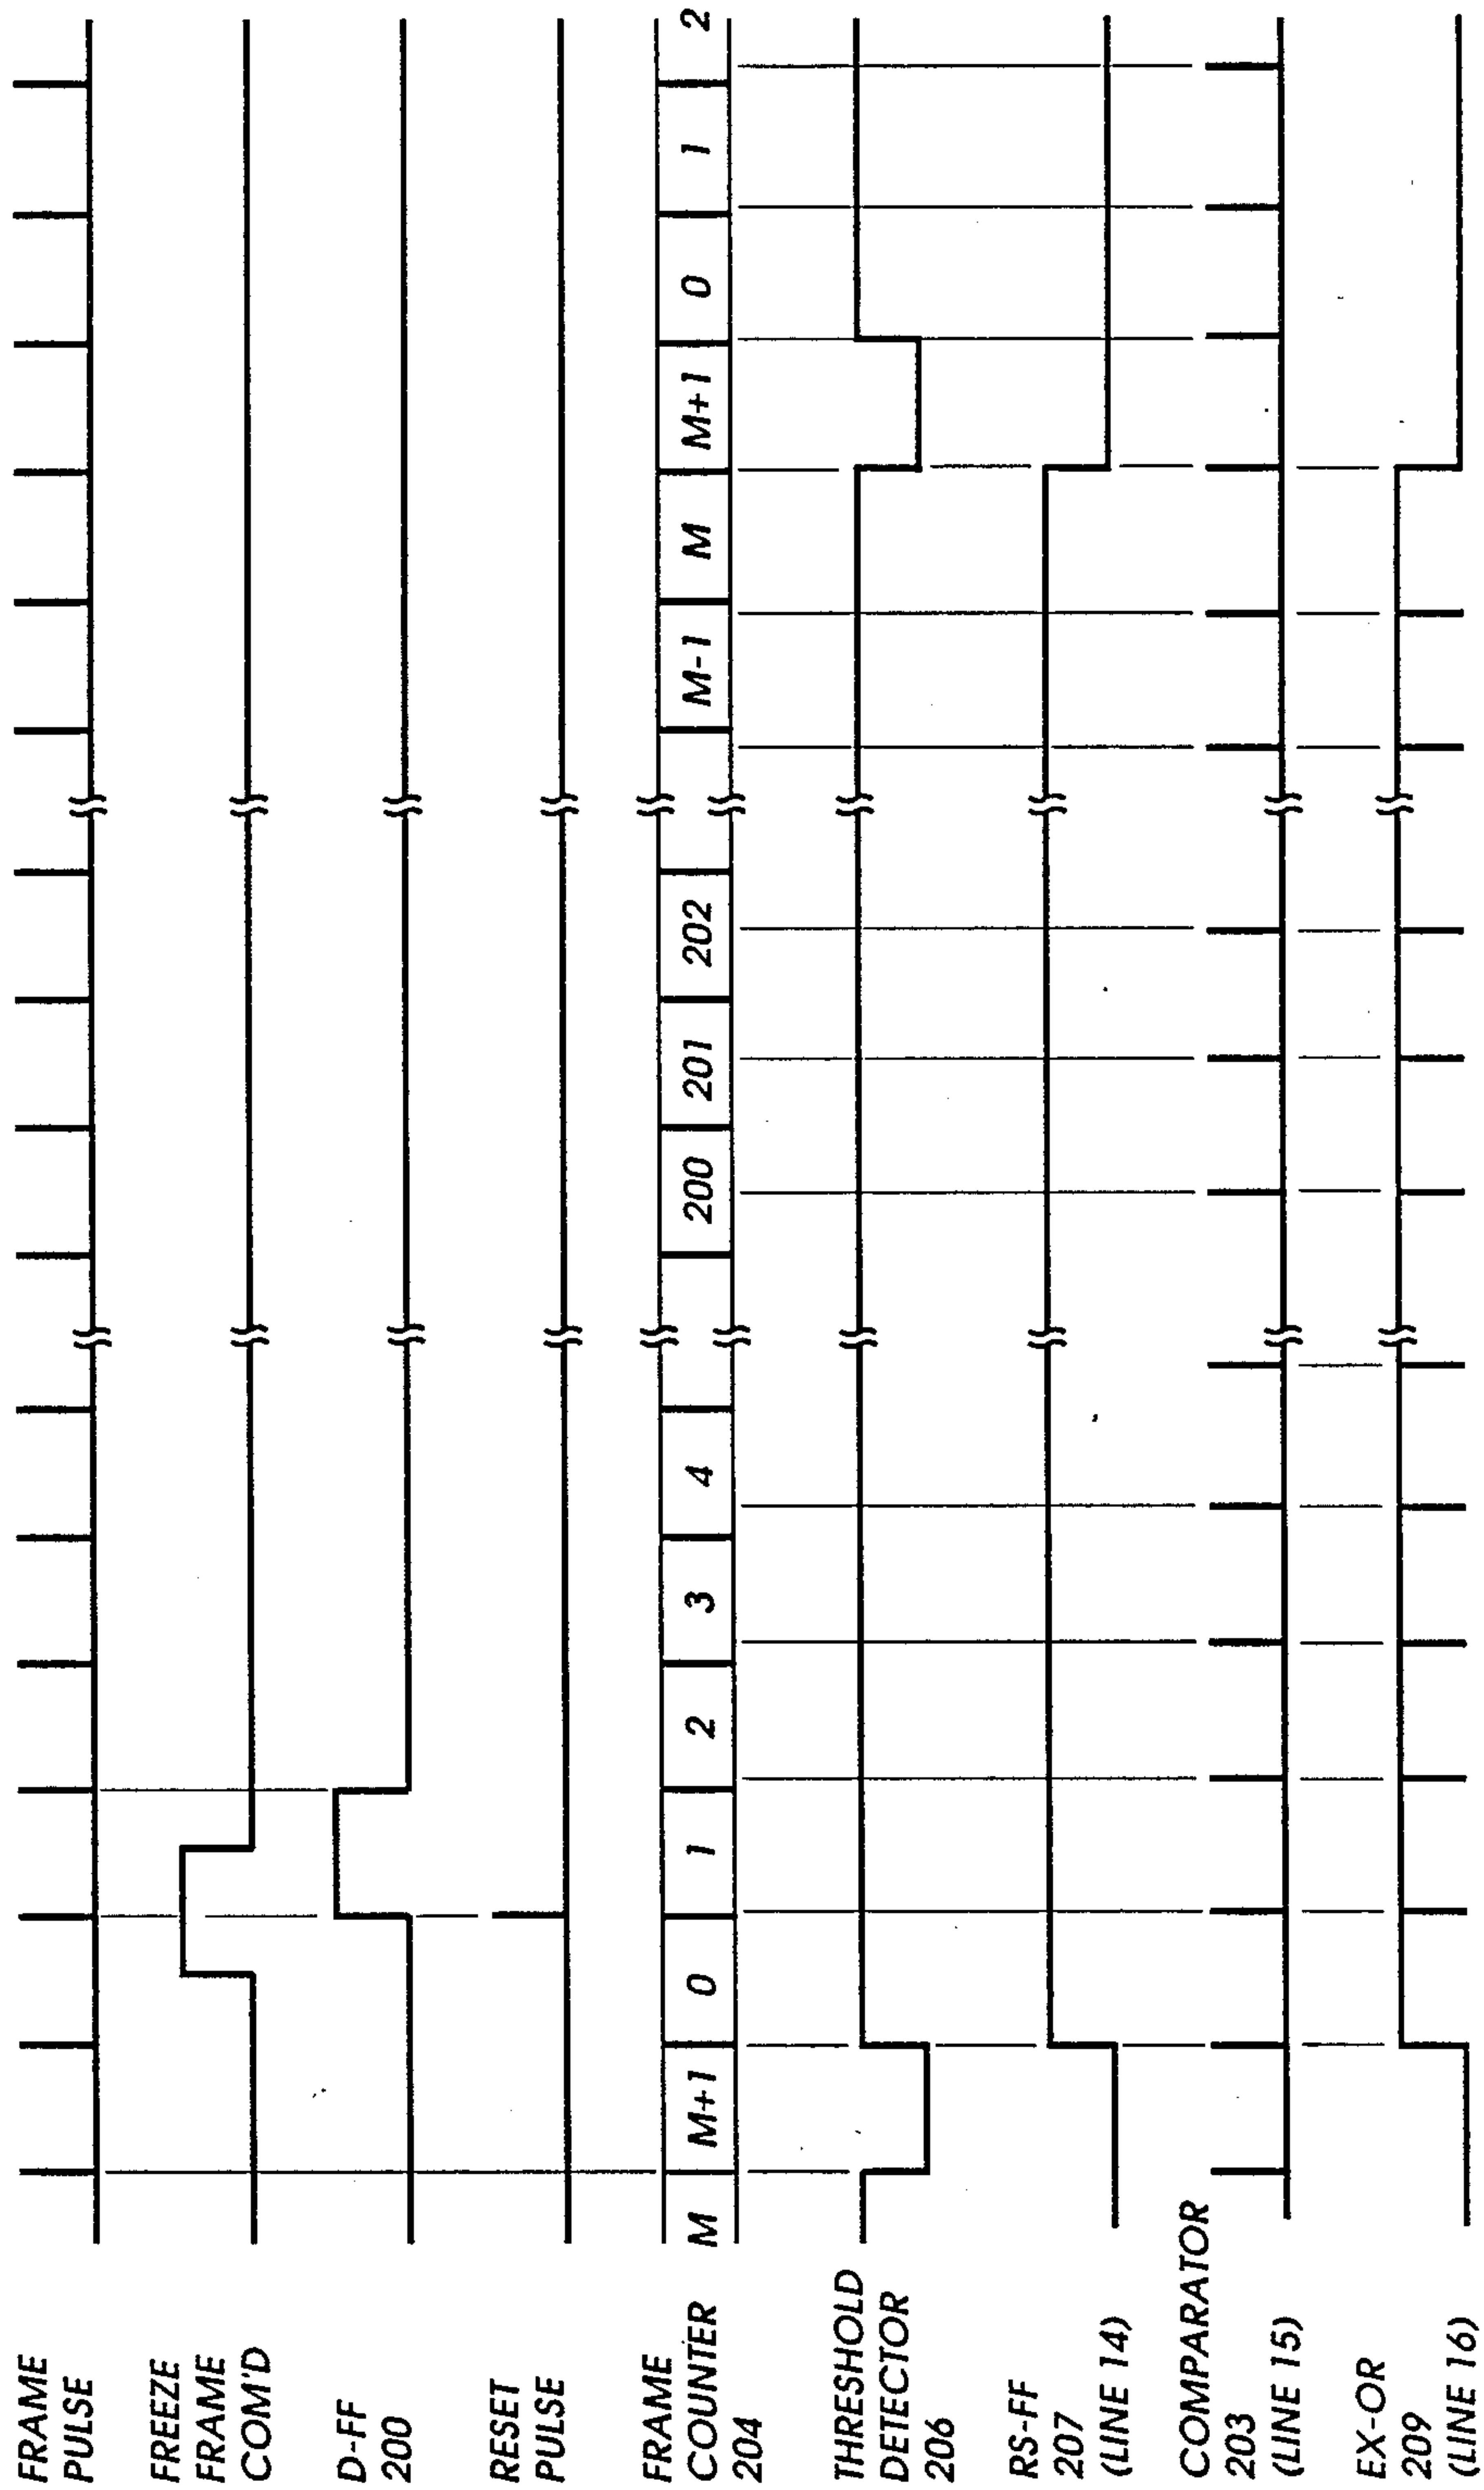 FRAME
PULSE
FREEZE
FRAME
COM'D
D-FF
200
RESET
PULSE
FRAME
COUNTER
204
M M+1 0 1 2 3 4 200 201 202 M-1 M M+1 0 1 2
THRESHOLD
DETECTOR
206
RS-FF
207
(LINE 14)
COMPARATOR
203
(LINE 15)
EX-OR
209
(LINE 16)